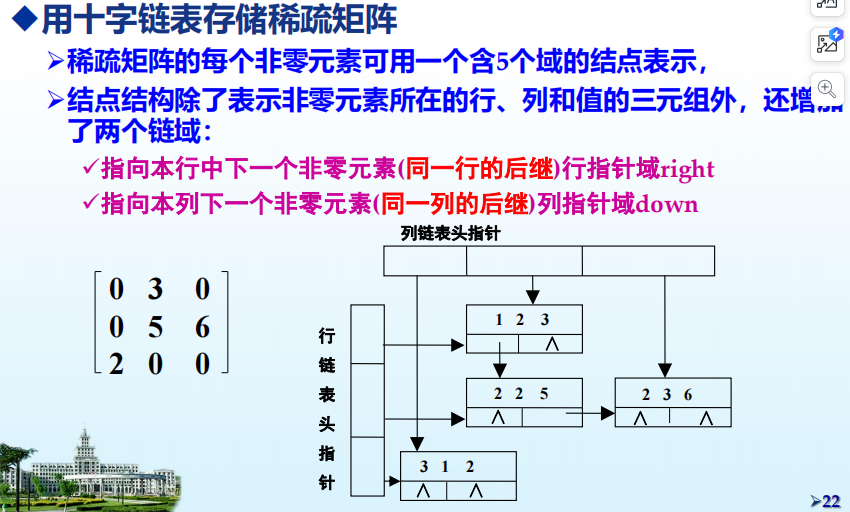 ◆用十字链表存储稀疏矩阵
➢稀疏矩阵的每个非零元素可用一个含5个域的结点表示，
➢结点结构除了表示非零元素所在的行、列和值的三元组外，还增加
了两个链域：
✓指向本行中下一个非零元素(同一行的后继)行指针域right
✓指向本列下一个非零元素(同一列的后继)列指针域down
列链表头指针
0 3 0
0 5 6
2 0 0
行
链
表
头
指
针
1 2 3
∧
2 2 5
∧
2 3 6
∧ ∧
3 1 2
∧ ∧
➢22